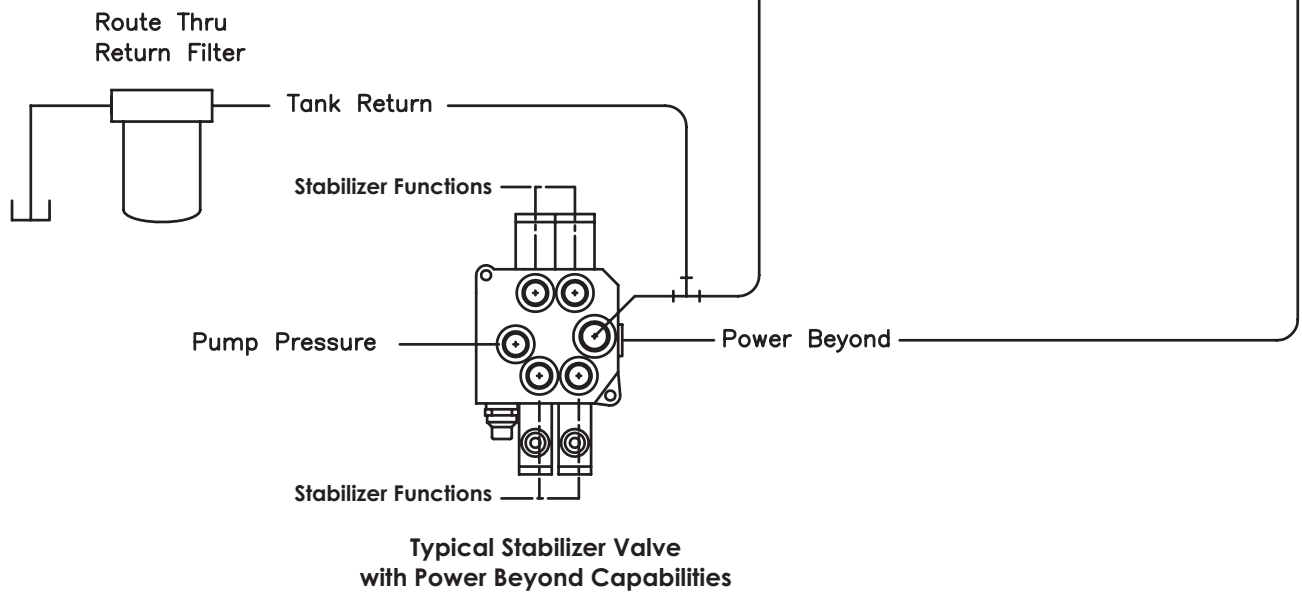 Route Thru
Return Filter
Tank Return
Stabilizer Functions
Pump Pressure
Power Beyond
Stabilizer Functions
Typical Stabilizer Valve
with Power Beyond Capabilities